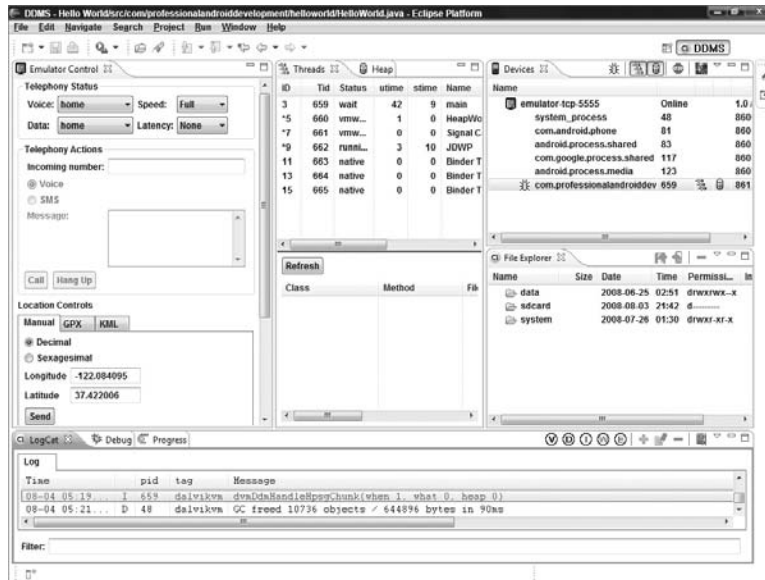 DDMS - Hello World/src/com/professionalandroiddevelopment/helloworld/HelloWorld.java - Eclipse Platform
File Edit Navigate Search Project Run Window Help
DDMS
Emulator Control
Telephony Status
Voice: home Speed: Full
Data: home Latency: None
Telephony Actions
Incoming number:
Voice
SMS
Message:
Call Hang Up
Location Controls
Manual GPX KML
Decimal
Sexagesimal
Longitude -122.084095
Latitude 37.422006
Send
Threads Heap
ID Tid Status utime stime Name
3 659 wait 42 9 main
*5 660 vmw... 1 0 HeapWo
*7 661 vmw... 0 0 Signal C
*9 662 runni... 3 10 JDWP
11 663 native 0 0 Binder T
13 664 native 0 0 Binder T
15 665 native 0 0 Binder T
Refresh
Class Method Fil
Devices
Name
emulator-tcp-5555 Online 1.0
system_process 48 860
com.android.phone 81 860
android.process.shared 83 860
com.google.process.shared 117 860
android.process.media 123 860
com.professionalandroiddev 659 861
File Explorer
Name Size Date Time Permissi... In
data 2008-06-25 02:51 drwxrwx--x
sdcard 2008-08-03 21:42 d---------
system 2008-07-26 01:30 drwxr-xr-x
LogCat Debug Progress
V D I W E
Log
Time pid tag Message
08-04 05:19... I 659 dalvikvm dvmDdmHandleHpsgChunk(when 1, what 0, heap 0)
08-04 05:21... D 48 dalvikvm GC freed 10736 objects / 644896 bytes in 90ms
Filter: